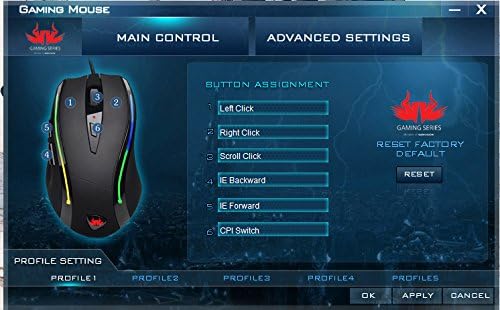 GAMING MOUSE
— X
MAIN CONTROL
ADVANCED SETTINGS
GAMING SERIES
1
2
3
5
6
4
BUTTON ASSIGNMENT
1 Left Click
2 Right Click
3 Scroll Click
4 IE Backward
5 IE Forward
6 CPI Switch
GAMING SERIES
RESET FACTORY
DEFAULT
RESET
PROFILE SETTING
PROFILE1 PROFILE2 PROFILE3 PROFILE4 PROFILE5
OK APPLY CANCEL